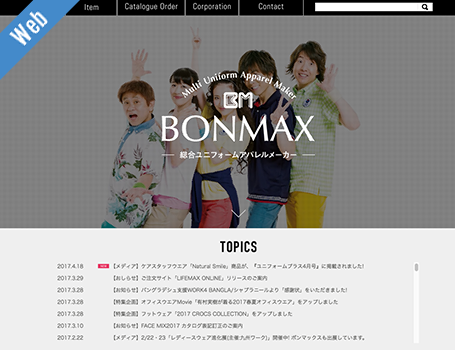 Web
Item
Catalogue Order
Corporation
Contact
Multi Uniform Apparel Maker
BM
BONMAX
総合ユニフォームアパレルメーカー
TOPICS
2017.4.18 【メディア】ケアスタッフウエア「Natural Smile」商品が、『ユニフォームプラス4月号』に掲載されました!
2017.3.29 【おしらせ】ご注文サイト「LIFEMAX ONLINE」リリースのご案内
2017.3.28 【お知らせ】バングラデシュ支援WORK4 BANGLA/シャプラニールより「感謝状」をいただきました!
2017.3.28 【特集企画】オフィスウエアMovie「有村実樹が着る2017春夏オフィスウエア」をアップしました
2017.3.28 【特集企画】フットウェア「2017 CROCS COLLECTION」をアップしました
2017.3.10 【お知らせ】FACE MIX2017 カタログ表記訂正のご案内
2017.2.22 【メディア】2/22・23「レディースウェア進化展(主催:九州ワーク)」開催中! ボンマックスも出展しています。